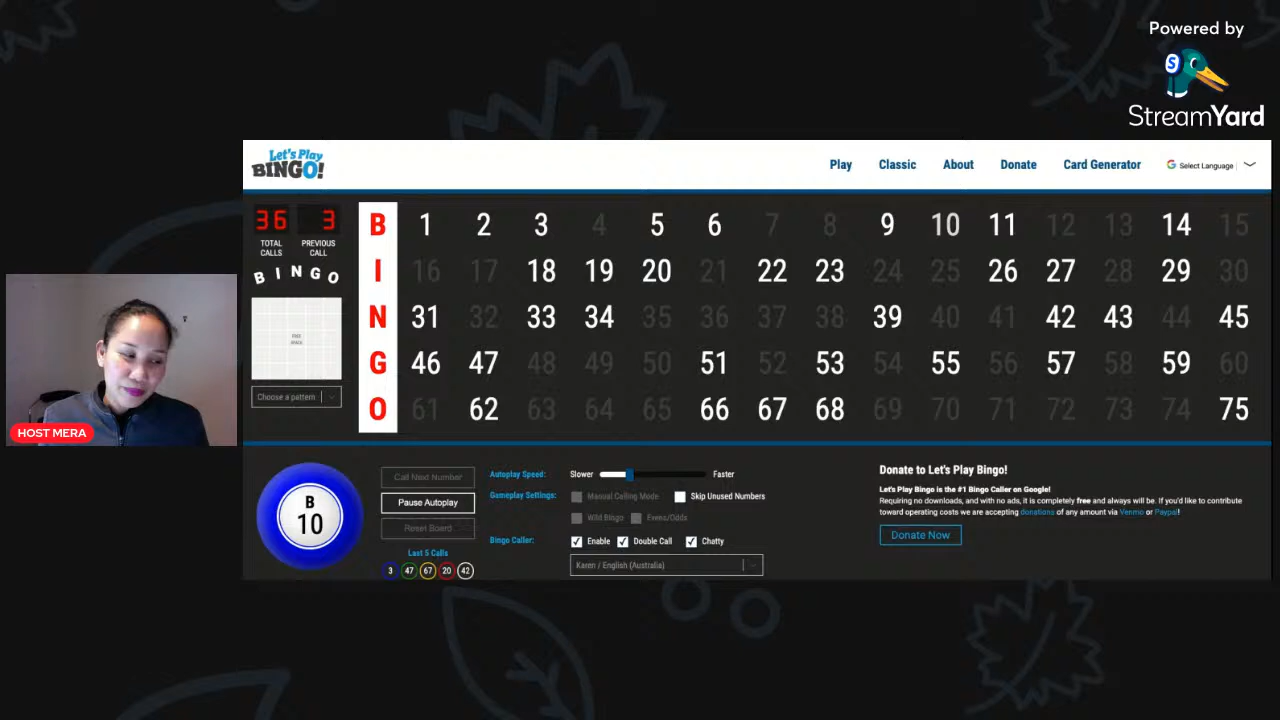 Powered by
StreamYard
Let's Play
BINGO!
Play Classic About Donate Card Generator Select Language
36 3
TOTAL CALLS PREVIOUS CALL
BINGO
FREE SPACE
Choose a pattern
B 1 2 3 4 5 6 7 8 9 10 11 12 13 14 15
I 16 17 18 19 20 21 22 23 24 25 26 27 28 29 30
N 31 32 33 34 35 36 37 38 39 40 41 42 43 44 45
G 46 47 48 49 50 51 52 53 54 55 56 57 58 59 60
O 61 62 63 64 65 66 67 68 69 70 71 72 73 74 75
HOST MERA
B
10
Call Next Number
Pause Autoplay
Reset Board
Last 5 Calls
3 47 67 20 42
Autoplay Speed: Slower Faster
Gameplay Settings: Manual Calling Mode Skip Unused Numbers
Wild Bingo Evens/Odds
Bingo Caller: Enable Double Call Chatty
Karen / English (Australia)
Donate to Let's Play Bingo!
Let's Play Bingo is the #1 Bingo Caller on Google!
Requiring no downloads, and with no ads, it is completely free and always will be. If you'd like to contribute
toward operating costs we are accepting donations of any amount via Venmo or Paypal!
Donate Now